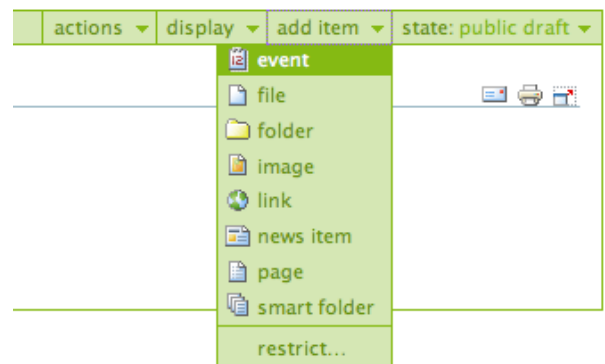 actions display add item state: public draft
event
file
folder
image
link
news item
page
smart folder
restrict...